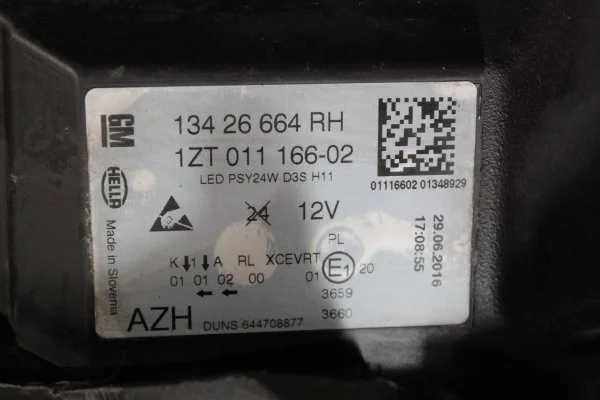 GM
134 26 664 RH
1ZT 011 166-02
LED PSY24W D3S H11
01116602 01348929
HELLA
Made in Slovenia
24 12V
29.06.2016
17:08:55
PL
K ↓1↓ A RL XCEVRT E1 20
01 01 02 00 01
← ←
3659
3660
AZH DUNS 644708877